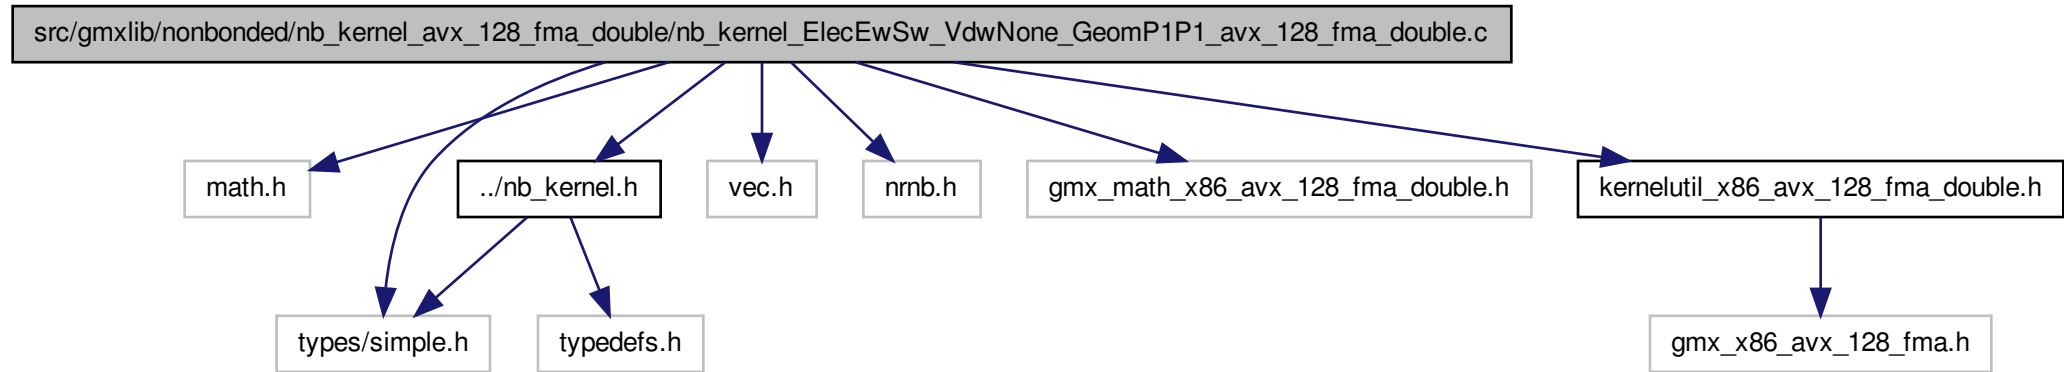 src/gmxlib/nonbonded/nb_kernel_avx_128_fma_double/nb_kernel_ElecEwSw_VdwNone_GeomP1P1_avx_128_fma_double.c
math.h
../nb_kernel.h
vec.h
nrnb.h
gmx_math_x86_avx_128_fma_double.h
kernelutil_x86_avx_128_fma_double.h
types/simple.h
typedefs.h
gmx_x86_avx_128_fma.h